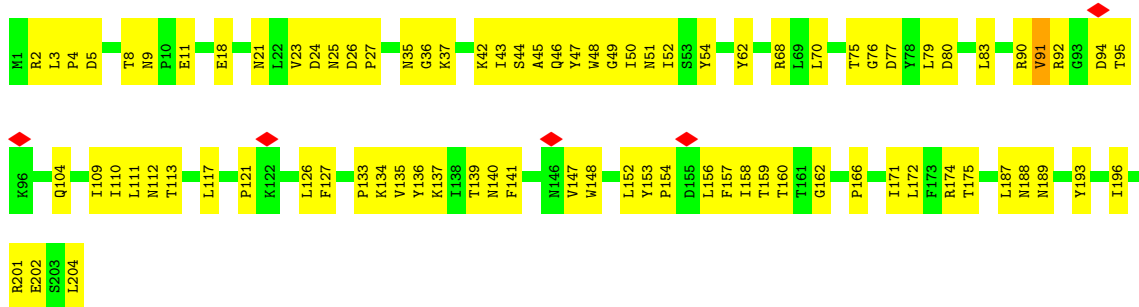 M1 R2 L3 P4 D5 T8 N9 P10 E11 E18 N21 L22 V23 D24 N25 D26 P27 N35 G36 K37 K42 I43 S44 A45 Q46 Y47 W48 G49 I50 N51 I52 S53 Y54 Y62 R68 L69 L70 T75 G76 D77 Y78 L79 D80 L83 R90 V91 R92 G93 D94 T95
K96 Q104 I109 I110 L111 N112 T113 L117 P121 K122 L126 F127 P133 K134 V135 Y136 K137 I138 T139 N140 F141 N146 V147 W148 L152 Y153 P154 D155 L156 F157 I158 T159 T160 T161 G162 P166 I171 L172 F173 R174 T175 L187 N188 N189 Y193 I196
R201 E202 S203 L204